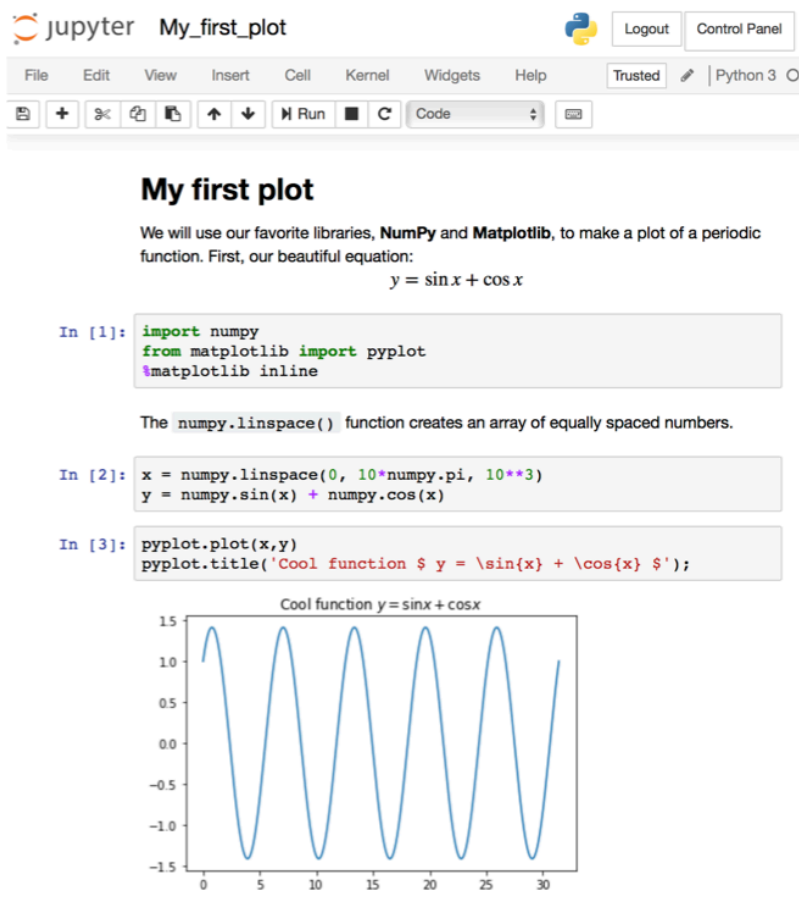 jupyter My_first_plot Logout Control Panel
File Edit View Insert Cell Kernel Widgets Help Trusted Python 3
Run Code
My first plot
We will use our favorite libraries, NumPy and Matplotlib, to make a plot of a periodic
function. First, our beautiful equation:
y = sin x + cos x
In [1]: import numpy
from matplotlib import pyplot
%matplotlib inline
The numpy.linspace() function creates an array of equally spaced numbers.
In [2]: x = numpy.linspace(0, 10*numpy.pi, 10**3)
y = numpy.sin(x) + numpy.cos(x)
In [3]: pyplot.plot(x,y)
pyplot.title('Cool function $ y = \sin{x} + \cos{x} $');
Cool function y = sinx + cosx
1.5
1.0
0.5
0.0
−0.5
−1.0
−1.5
0 5 10 15 20 25 30